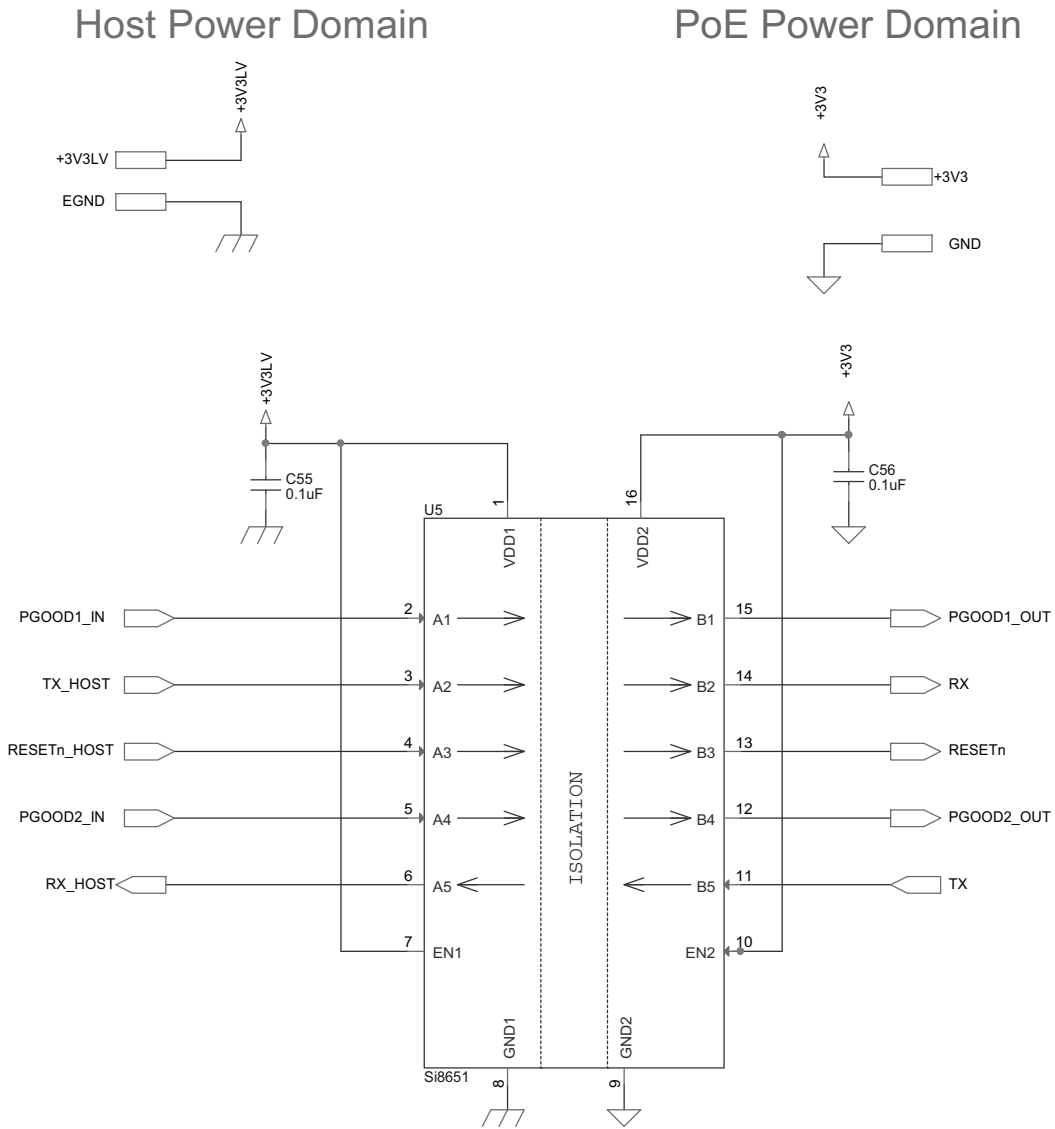 Host Power Domain
PoE Power Domain
+3V3LV
+3V3
+3V3LV
+3V3
EGND
GND
+3V3LV
+3V3
C55
0.1uF
C56
0.1uF
U5
1
16
VDD1
VDD2
PGOOD1_IN
2
A1
B1
15
PGOOD1_OUT
TX_HOST
3
A2
B2
14
RX
RESETn_HOST
4
A3
B3
13
RESETn
PGOOD2_IN
5
A4
B4
12
PGOOD2_OUT
ISOLATION
RX_HOST
6
A5
B5
11
TX
7
EN1
EN2
10
GND1
GND2
Si8651
8
9